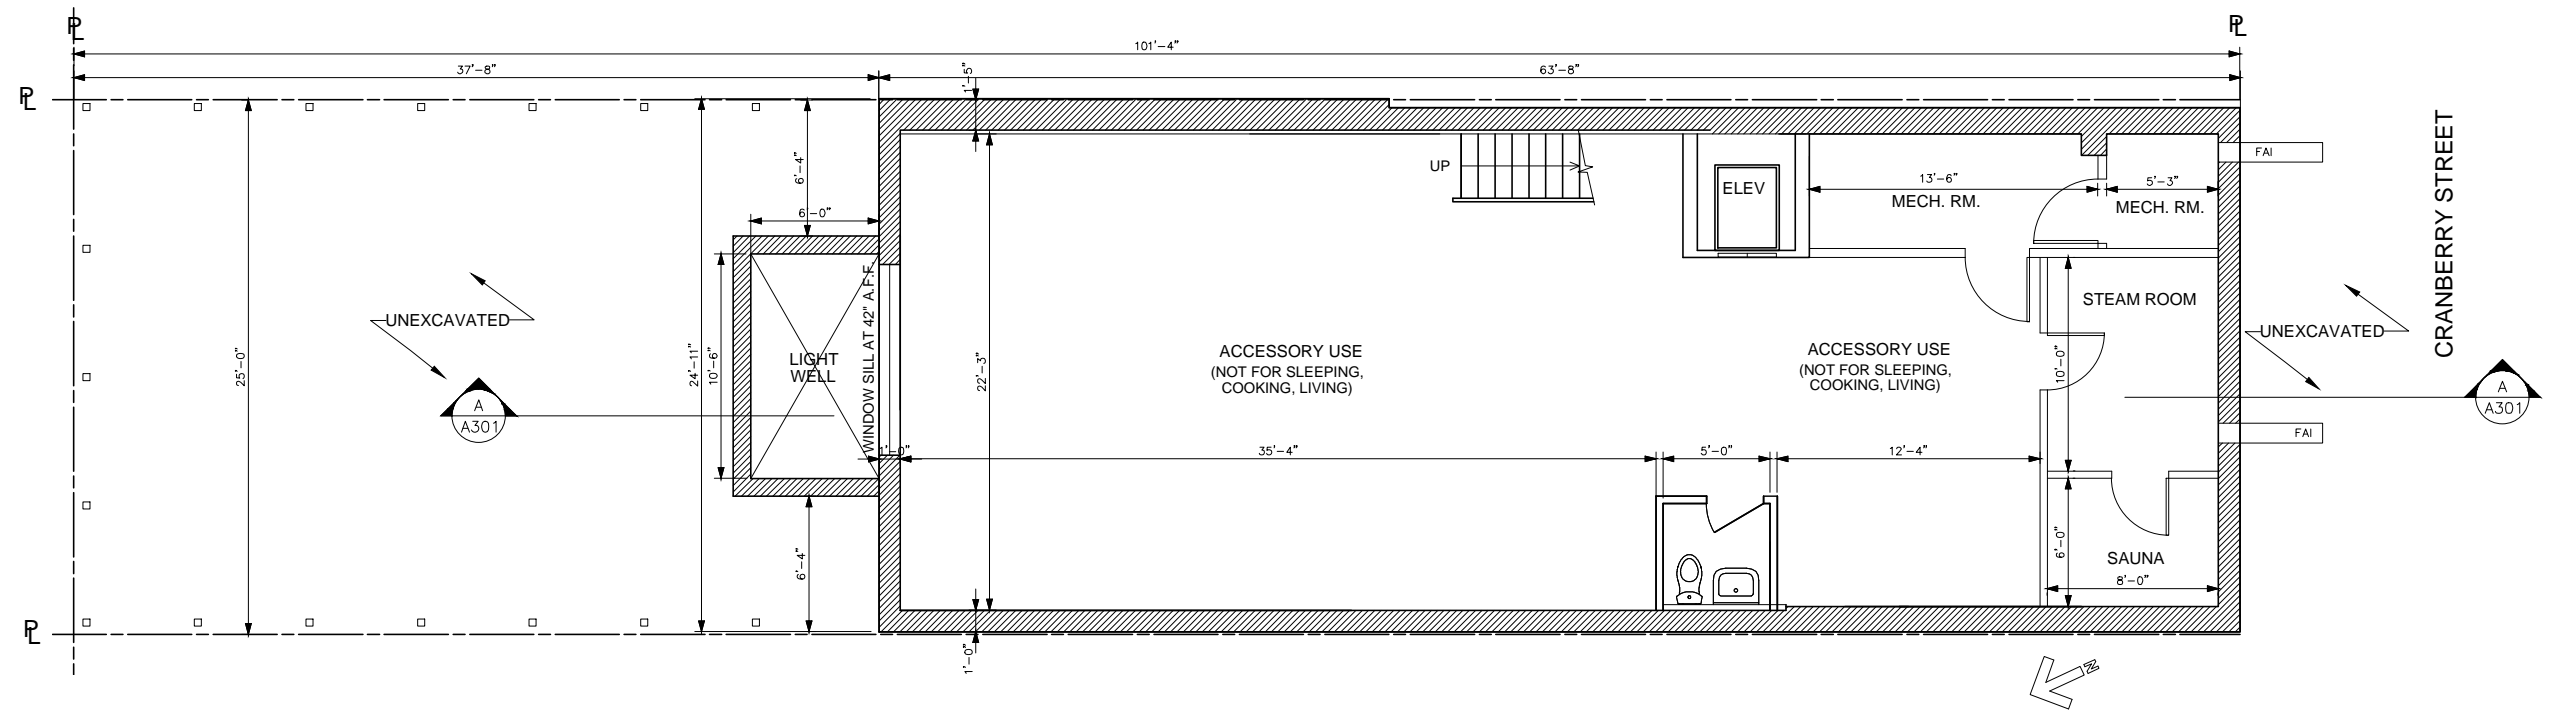 PL
PL
101'-4"
37'-8"
1'-5"
63'-8"
PL
FAI
6'-4"
UP
ELEV
13'-6"
MECH. RM.
5'-3"
MECH. RM.
CRANBERRY STREET
6'-0"
UNEXCAVATED
25'-0"
24'-11"
10'-6"
LIGHT
WELL
WINDOW SILL AT 42" A.F.F.
22'-3"
ACCESSORY USE
(NOT FOR SLEEPING,
COOKING, LIVING)
ACCESSORY USE
(NOT FOR SLEEPING,
COOKING, LIVING)
STEAM ROOM
10'-0"
UNEXCAVATED
A
A301
A
A301
FAI
1'-0"
35'-4"
5'-0"
12'-4"
6'-4"
6'-0"
SAUNA
8'-0"
PL
1'-0"
N